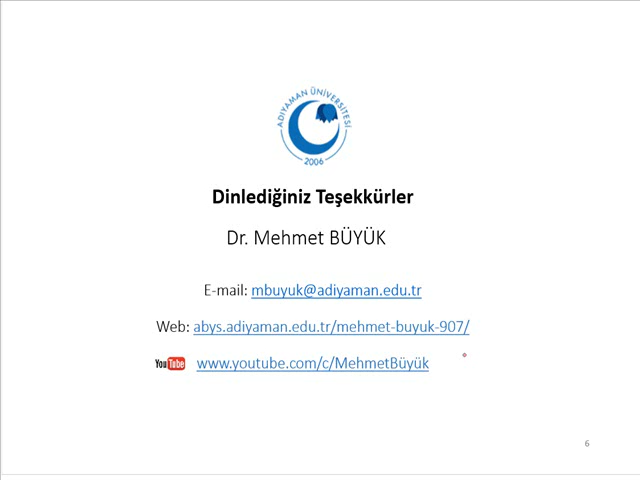 ADIYAMAN ÜNİVERSİTESİ
2006
Dinlediğiniz Teşekkürler
Dr. Mehmet BÜYÜK
E-mail: mbuyuk@adiyaman.edu.tr
Web: abys.adiyaman.edu.tr/mehmet-buyuk-907/
YouTube www.youtube.com/c/MehmetBüyük
6